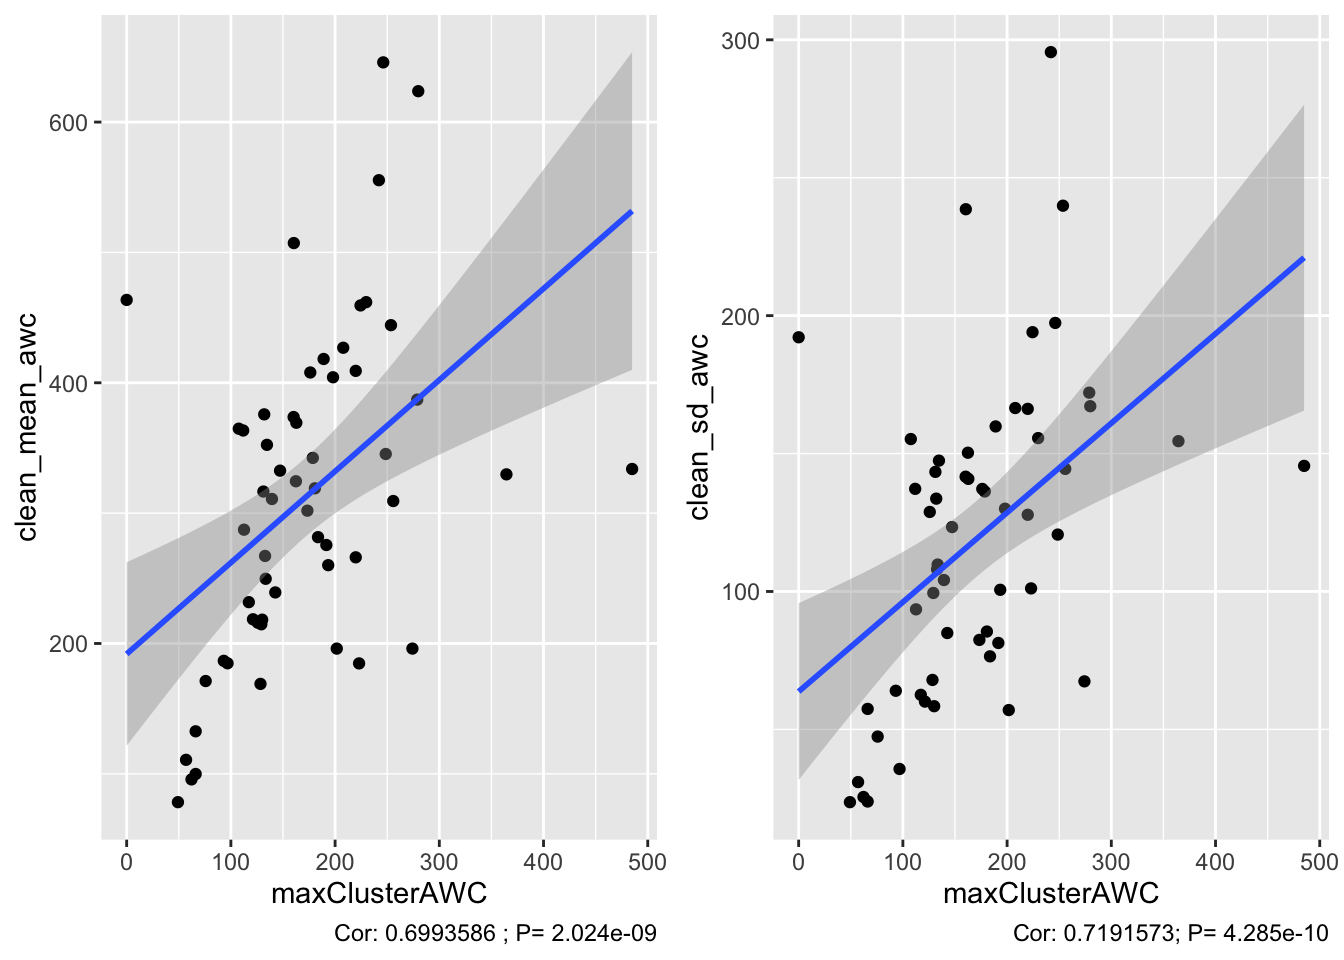 clean_mean_awc
600
400
200
0 100 200 300 400 500
maxClusterAWC
Cor: 0.6993586 ; P= 2.024e-09
clean_sd_awc
300
200
100
0 100 200 300 400 500
maxClusterAWC
Cor: 0.7191573; P= 4.285e-10